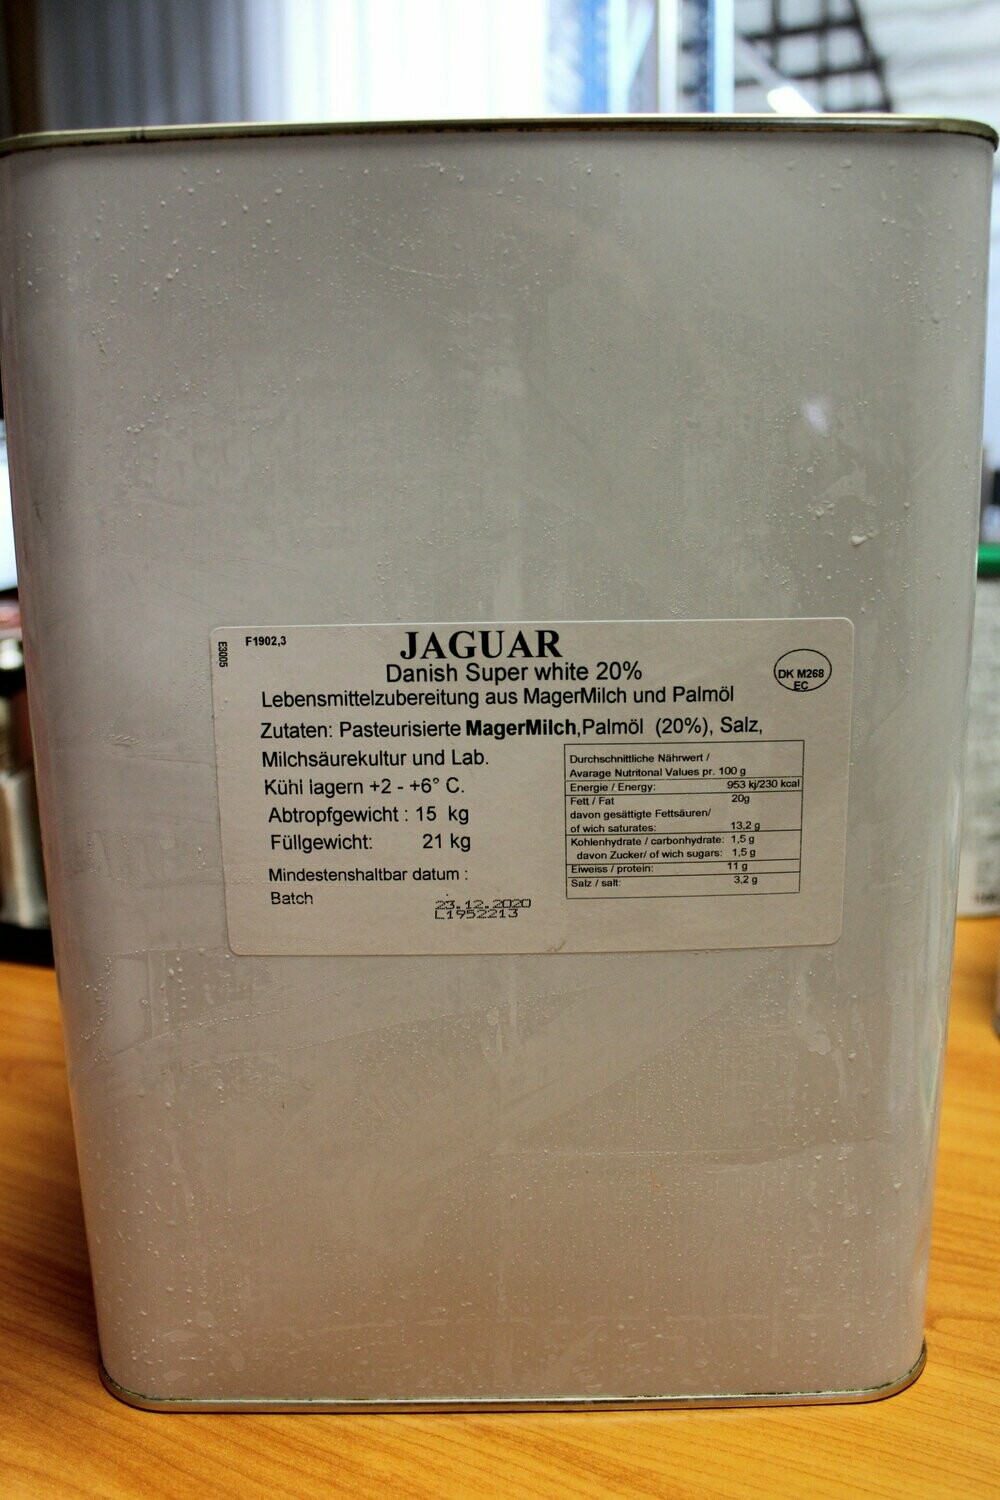 F1902,3
E3005
JAGUAR
Danish Super white 20%
DK M268
EC
Lebensmittelzubereitung aus MagerMilch und Palmöl
Zutaten: Pasteurisierte MagerMilch,Palmöl (20%), Salz,
Milchsäurekultur und Lab.
Kühl lagern +2 - +6° C.
Abtropfgewicht : 15 kg
Füllgewicht: 21 kg
Mindestenshaltbar datum :
Batch
23.12.2020
L1952213
Durchschnittliche Nährwert /
Avarage Nutritonal Values pr. 100 g
Energie / Energy: 953 kj/230 kcal
Fett / Fat 20g
davon gesättigte Fettsäuren/
of wich saturates: 13,2 g
Kohlenhydrate / carbonhydrate: 1,5 g
davon Zucker/ of wich sugars: 1,5 g
Eiweiss / protein: 11 g
Salz / salt: 3,2 g